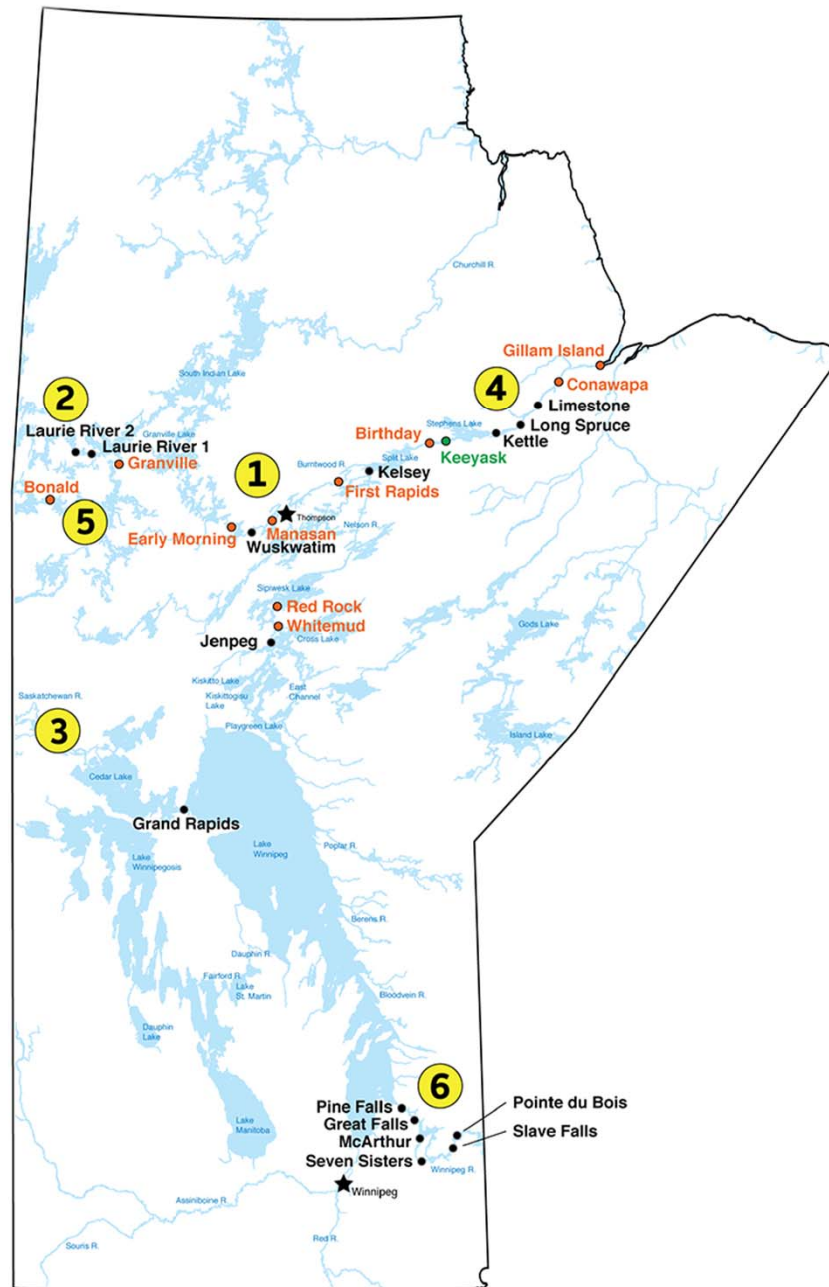 Churchill R.
Gillam Island
South Indian Lake
4
Conawapa
2
Limestone
Laurie River 2
Granville Lake
Stephens Lake
Long Spruce
Laurie River 1
Birthday
Kettle
Granville
Keeyask
Split Lake
1
Burntwood R.
Kelsey
Bonald
First Rapids
5
Thompson
Nelson R.
Early Morning
Manasan
Wuskwatim
Sipiwesk Lake
Red Rock
Whitemud
Gods Lake
Jenpeg
Cross Lake
Kiskitto Lake
Kiskittogisu
Lake
East
Channel
Saskatchewan R.
Playgreen Lake
3
Island Lake
Cedar Lake
Grand Rapids
Lake
Winnipegosis
Lake
Winnipeg
Poplar R.
Berens R.
Dauphin R.
Fairford R.
Lake
St. Martin
Bloodvein R.
Dauphin
Lake
6
Pine Falls
Pointe du Bois
Great Falls
Lake
Manitoba
McArthur
Slave Falls
Seven Sisters
Winnipeg R.
Winnipeg
Assiniboine R.
Souris R.
Red R.